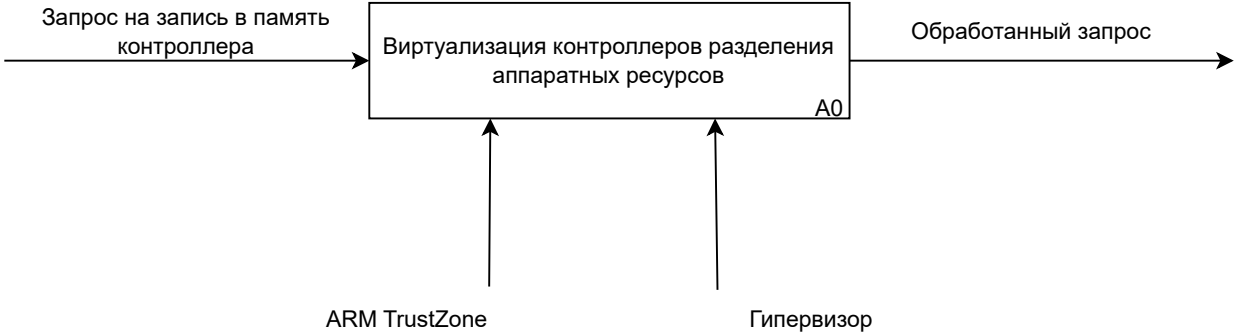 Запрос на запись в память
контроллера
Виртуализация контроллеров разделения
аппаратных ресурсов
A0
Обработанный запрос
ARM TrustZone
Гипервизор